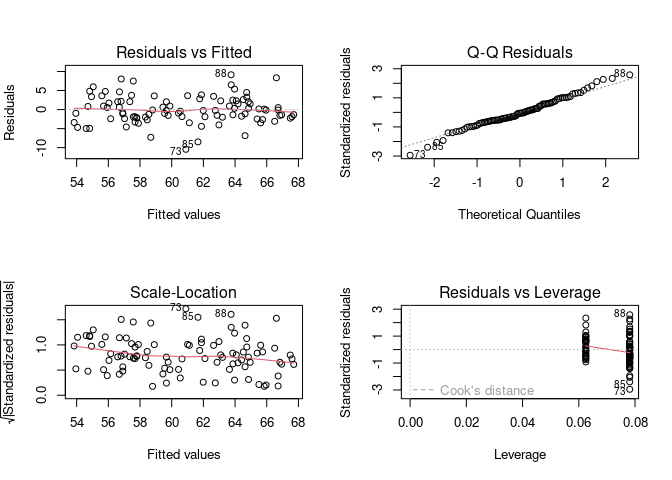 Residuals vs Fitted
Residuals
5
0
-10
88
85
73
54 56 58 60 62 64 66 68
Fitted values
Q-Q Residuals
Standardized residuals
3
1
-1
-3
88
85
73
-2 -1 0 1 2
Theoretical Quantiles
Scale-Location
√|Standardized residuals|
1.0
0.0
73
85
88
54 56 58 60 62 64 66 68
Fitted values
Residuals vs Leverage
Standardized residuals
3
1
-1
-3
88
85
73
Cook's distance
0.00 0.02 0.04 0.06 0.08
Leverage